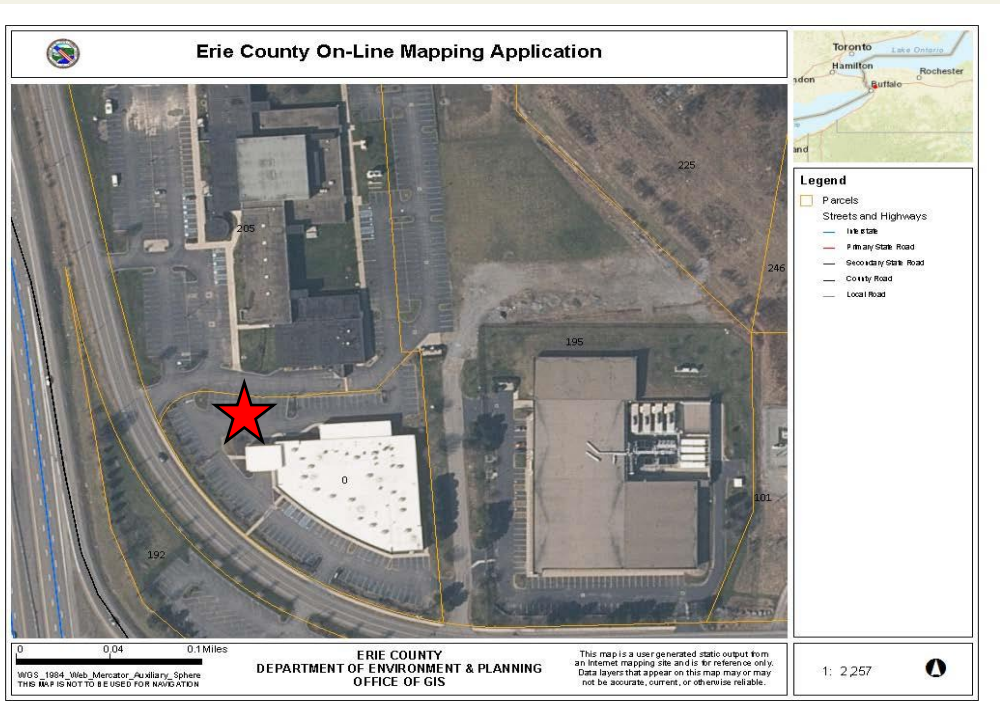 Erie County On-Line Mapping Application
Toronto
Lake Ontario
Hamilton
ndon
Rochester
Buffalo
and
Legend
Parcels
Streets and Highways
Interstate
Primary State Road
Secondary State Road
County Road
Local Road
225
205
246
195
0
101
192
0 0.04 0.1 Miles
WGS_1984_Web_Mercator_Auxiliary_Sphere
THIS MAP IS NOT TO BE USED FOR NAVIGATION
ERIE COUNTY
DEPARTMENT OF ENVIRONMENT & PLANNING
OFFICE OF GIS
This map is a user generated static output from
an Internet mapping site and is for reference only.
Data layers that appear on this map may or may
not be accurate, current, or otherwise reliable.
1: 2,257